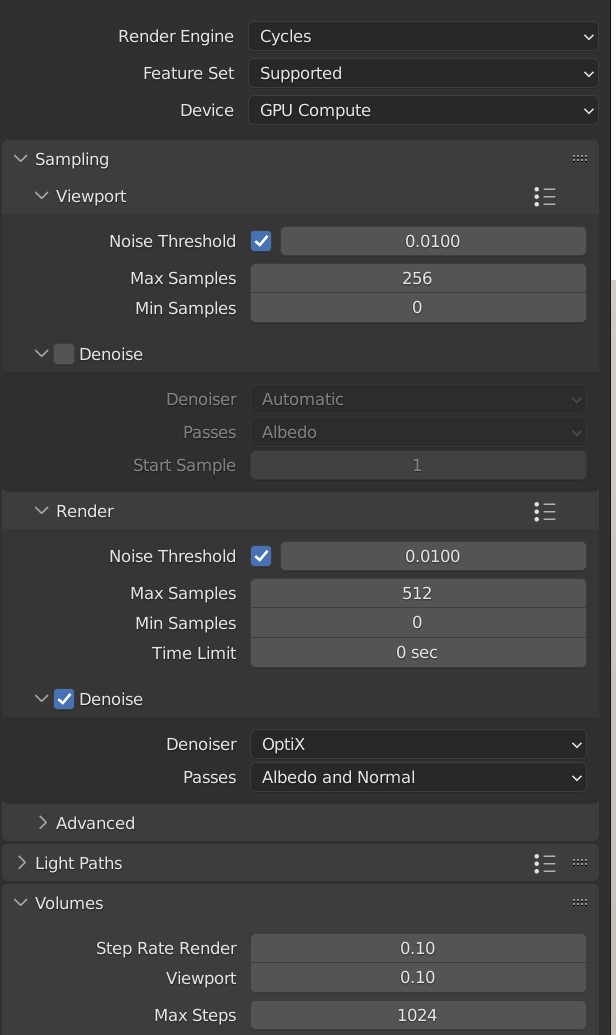 Render Engine Cycles
Feature Set Supported
Device GPU Compute
Sampling
Viewport
Noise Threshold 0.0100
Max Samples 256
Min Samples 0
Denoise
Denoiser Automatic
Passes Albedo
Start Sample 1
Render
Noise Threshold 0.0100
Max Samples 512
Min Samples 0
Time Limit 0 sec
Denoise
Denoiser OptiX
Passes Albedo and Normal
Advanced
Light Paths
Volumes
Step Rate Render 0.10
Viewport 0.10
Max Steps 1024